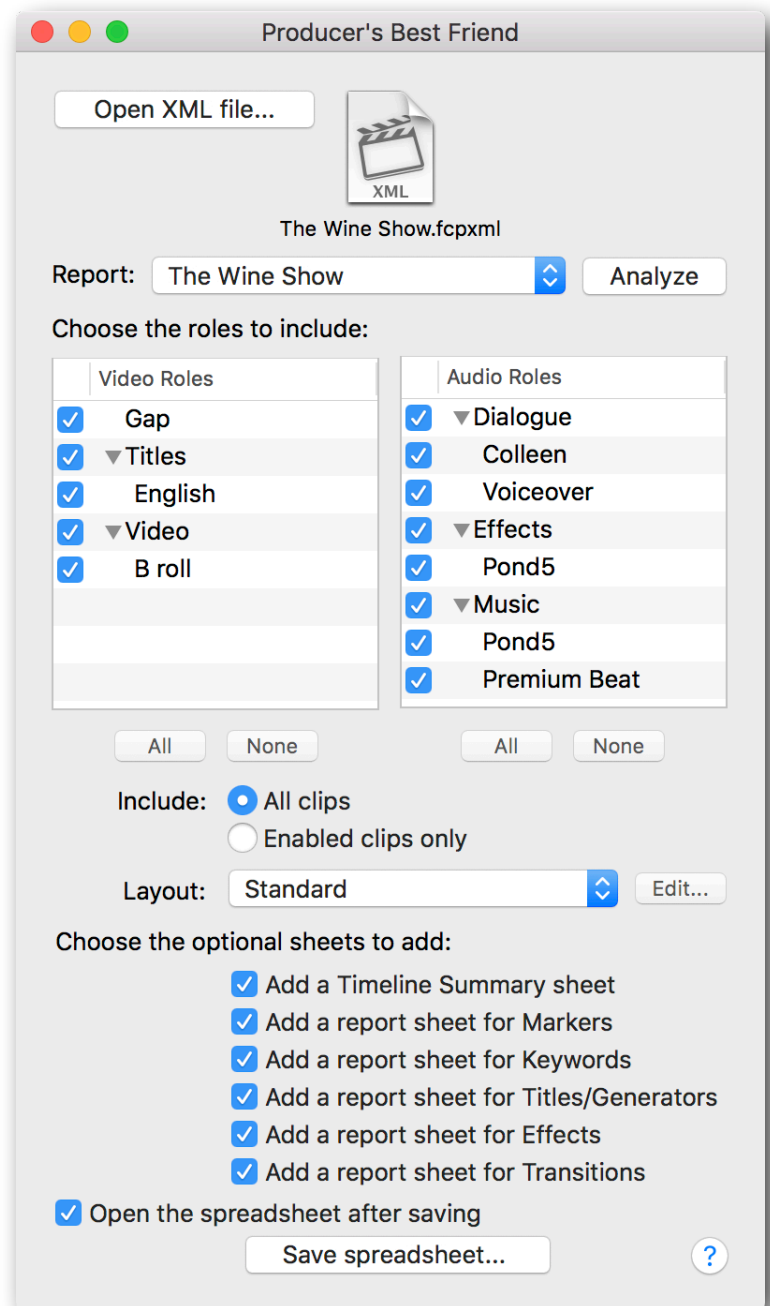 Producer's Best Friend
Open XML file...
XML
The Wine Show.fcpxml
Report: The Wine Show Analyze
Choose the roles to include:
Video Roles
Gap
Titles
English
Video
B roll
Audio Roles
Dialogue
Colleen
Voiceover
Effects
Pond5
Music
Pond5
Premium Beat
All None
All None
Include: All clips
Enabled clips only
Layout: Standard Edit...
Choose the optional sheets to add:
Add a Timeline Summary sheet
Add a report sheet for Markers
Add a report sheet for Keywords
Add a report sheet for Titles/Generators
Add a report sheet for Effects
Add a report sheet for Transitions
Open the spreadsheet after saving
Save spreadsheet... ?